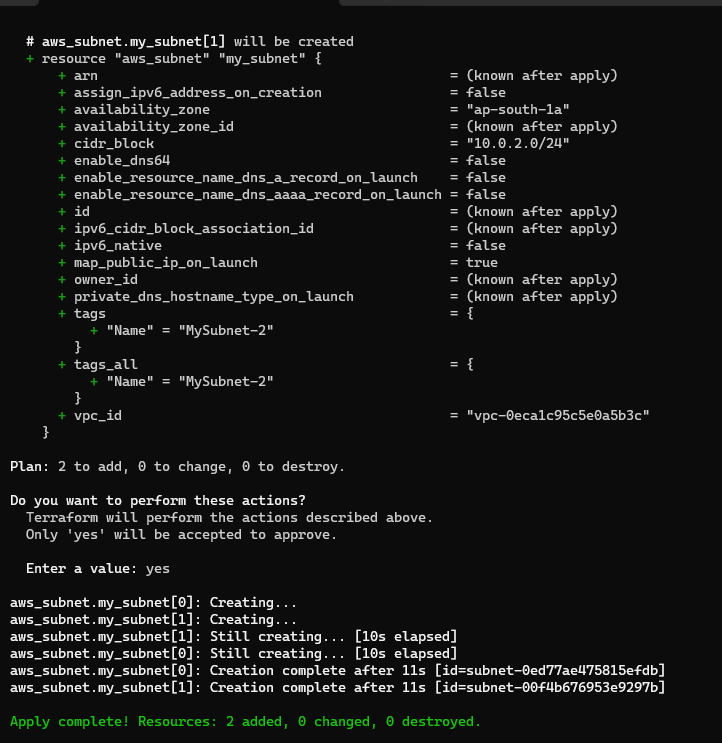 # aws_subnet.my_subnet[1] will be created
+ resource "aws_subnet" "my_subnet" {
+ arn = (known after apply)
+ assign_ipv6_address_on_creation = false
+ availability_zone = "ap-south-1a"
+ availability_zone_id = (known after apply)
+ cidr_block = "10.0.2.0/24"
+ enable_dns64 = false
+ enable_resource_name_dns_a_record_on_launch = false
+ enable_resource_name_dns_aaaa_record_on_launch = false
+ id = (known after apply)
+ ipv6_cidr_block_association_id = (known after apply)
+ ipv6_native = false
+ map_public_ip_on_launch = true
+ owner_id = (known after apply)
+ private_dns_hostname_type_on_launch = (known after apply)
+ tags = {
+ "Name" = "MySubnet-2"
}
+ tags_all = {
+ "Name" = "MySubnet-2"
}
+ vpc_id = "vpc-0eca1c95c5e0a5b3c"
}
Plan: 2 to add, 0 to change, 0 to destroy.
Do you want to perform these actions?
Terraform will perform the actions described above.
Only 'yes' will be accepted to approve.
Enter a value: yes
aws_subnet.my_subnet[0]: Creating...
aws_subnet.my_subnet[1]: Creating...
aws_subnet.my_subnet[1]: Still creating... [10s elapsed]
aws_subnet.my_subnet[0]: Still creating... [10s elapsed]
aws_subnet.my_subnet[0]: Creation complete after 11s [id=subnet-0ed77ae475815efdb]
aws_subnet.my_subnet[1]: Creation complete after 11s [id=subnet-00f4b676953e9297b]
Apply complete! Resources: 2 added, 0 changed, 0 destroyed.